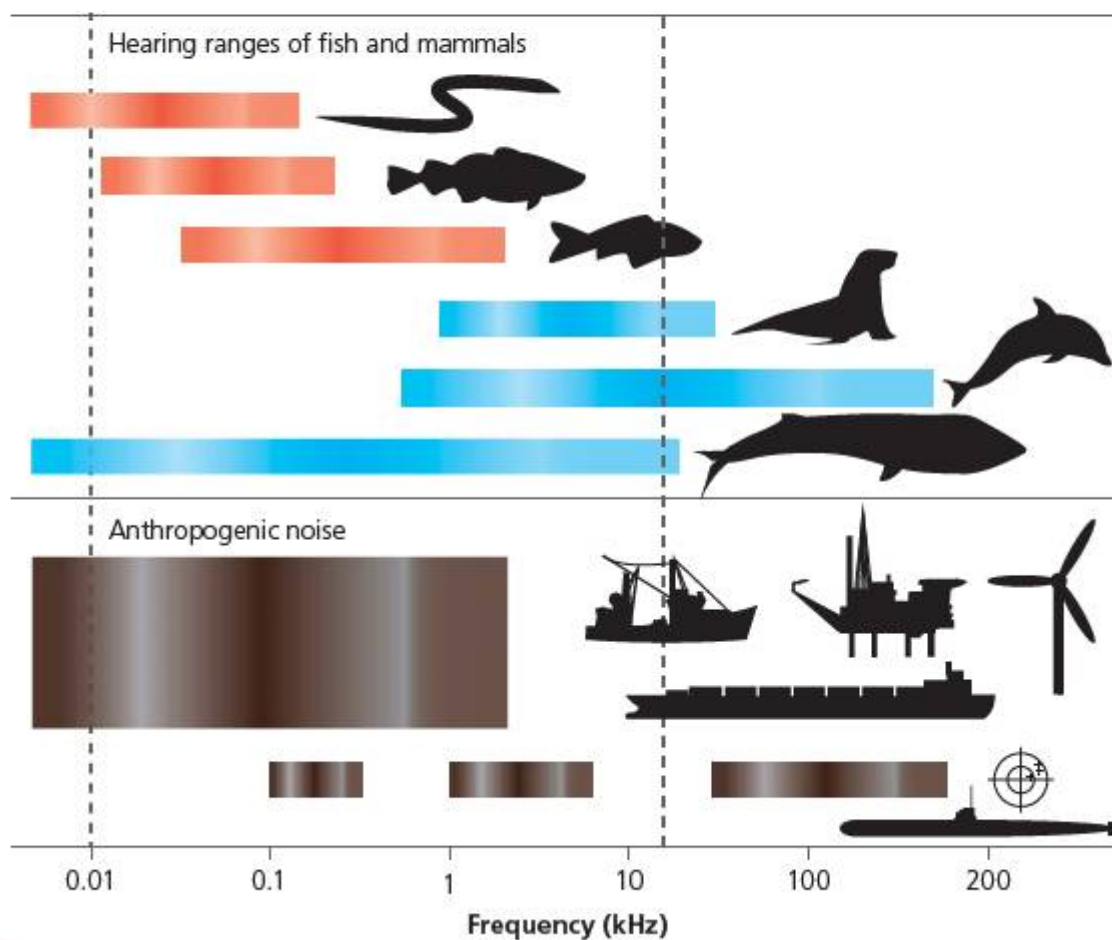 Hearing ranges of fish and mammals
Anthropogenic noise
0.01 0.1 1 10 100 200
Frequency (kHz)